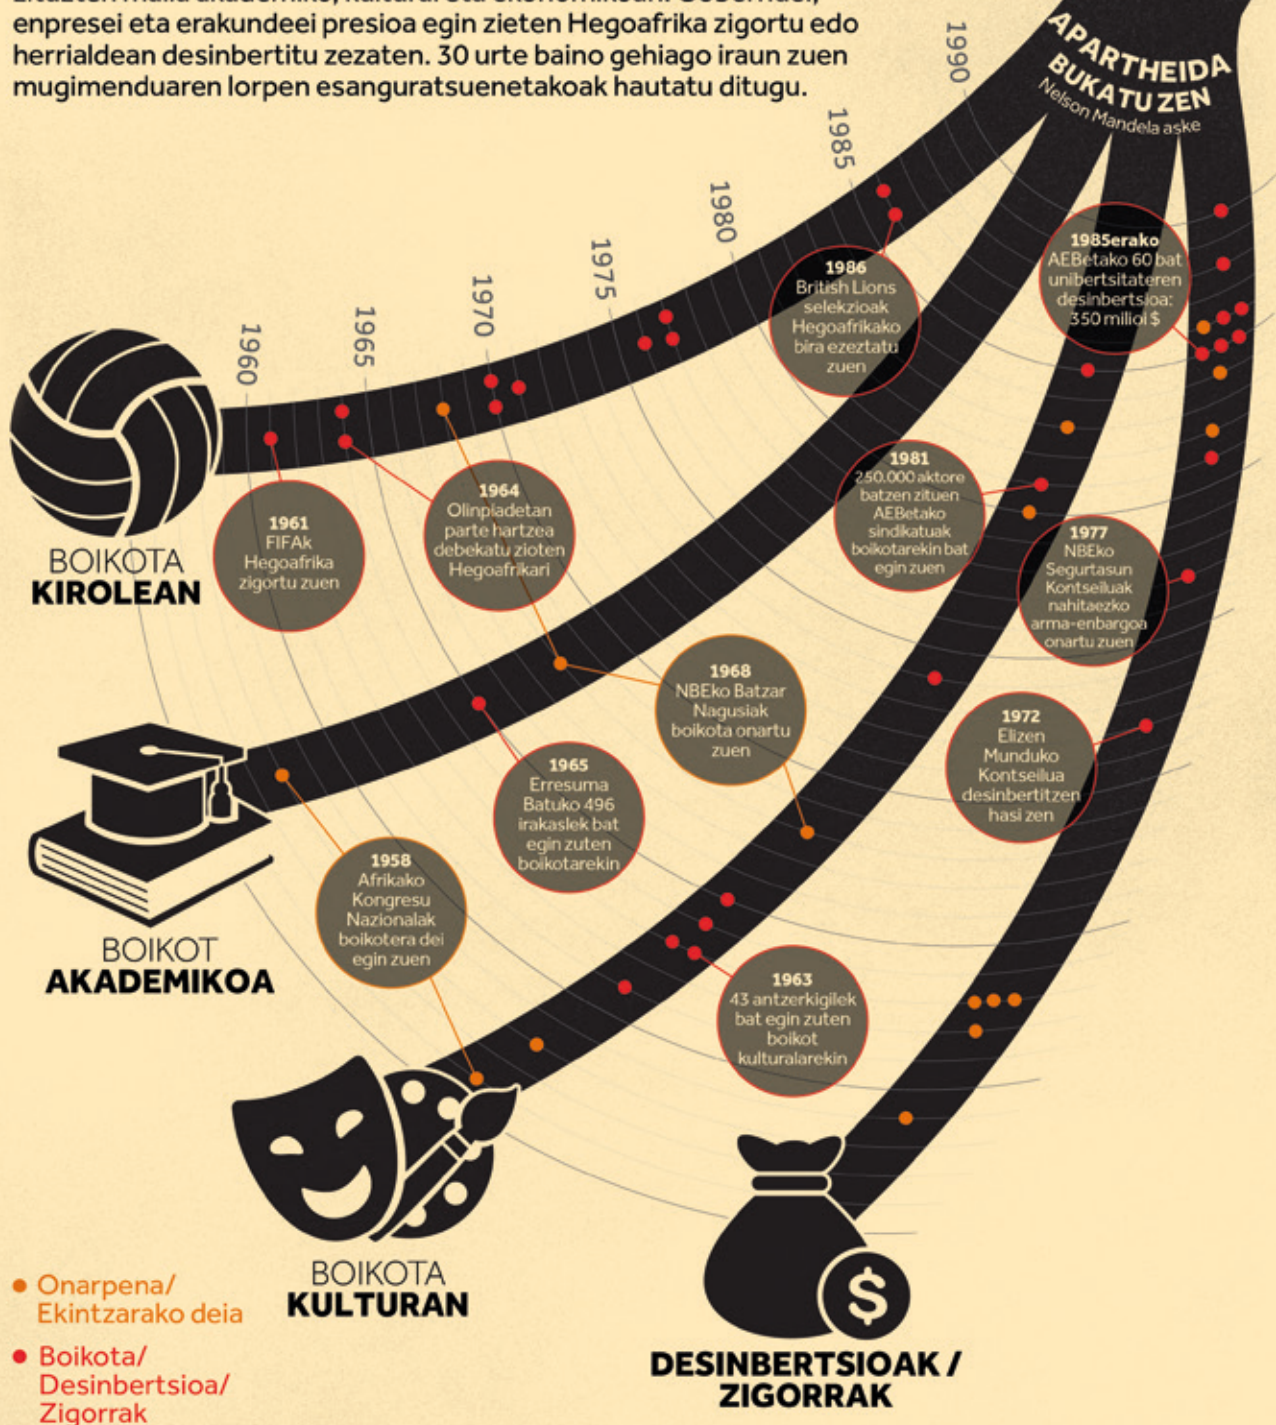 enpresei eta erakundeei presioa egin zieten Hegoafrika zigortu edo
herrialdean desinbertitu zezaten. 30 urte baino gehiago iraun zuen
mugimenduaren lorpen esanguratsuenetakoak hautatu ditugu.
APARTHEIDA
BUKATU ZEN
Nelson Mandela aske
1990
1985
1980
1975
1970
1965
1960
1985erako
AEBetako 60 bat
unibertsitateren
desinbertsioa:
350 milioi $
1986
British Lions
selekzioak
Hegoafrikako
bira ezeztatu
zuen
1981
250.000 aktore
batzen zituen
AEBetako
sindikatuak
boikotarekin bat
egin zuen
1964
Olinpiadetan
parte hartzea
debekatu zioten
Hegoafrikari
1961
FIFAk
Hegoafrika
zigortu zuen
BOIKOTA
KIROLEAN
1977
NBEko
Segurtasun
Kontseiluak
nahitaezko
arma-enbargoa
onartu zuen
1968
NBEko Batzar
Nagusiak
boikota onartu
zuen
1972
Elizen
Munduko
Kontseilua
desinbertitzen
hasi zen
1965
Erresuma
Batuko 496
irakaslek bat
egin zuten
boikotarekin
1958
Afrikako
Kongresu
Nazionalak
boikotera dei
egin zuen
BOIKOT
AKADEMIKOA
1963
43 antzerkigilek
bat egin zuten
boikot
kulturalarekin
BOIKOTA
KULTURAN
$
DESINBERTSIOAK /
ZIGORRAK
Onarpena/
Ekintzarako deia
Boikota/
Desinbertsioa/
Zigorrak